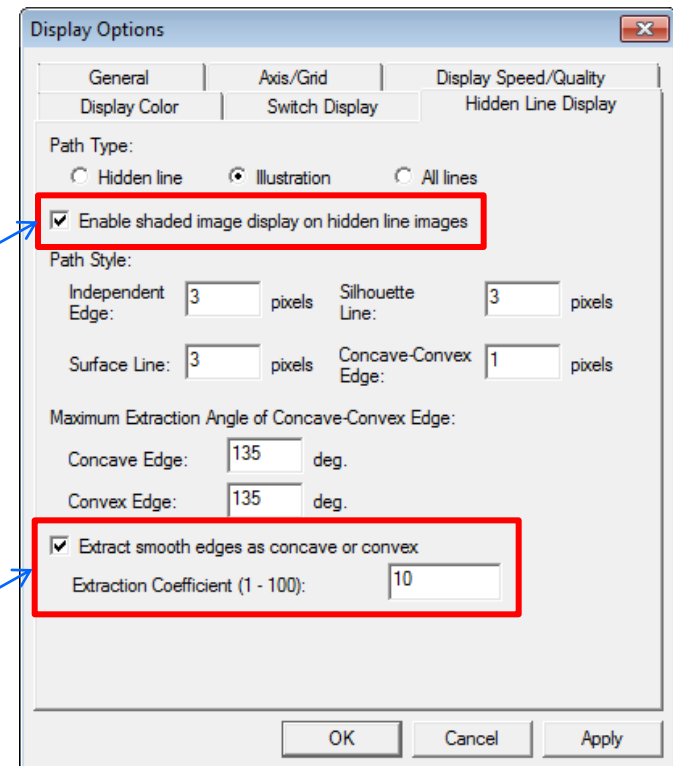 Display Options
General Axis/Grid Display Speed/Quality
Display Color Switch Display Hidden Line Display
Path Type:
Hidden line Illustration All lines
Enable shaded image display on hidden line images
Path Style:
Independent Edge: 3 pixels Silhouette Line: 3 pixels
Surface Line: 3 pixels Concave-Convex Edge: 1 pixels
Maximum Extraction Angle of Concave-Convex Edge:
Concave Edge: 135 deg.
Convex Edge: 135 deg.
Extract smooth edges as concave or convex
Extraction Coefficient (1 - 100): 10
OK Cancel Apply